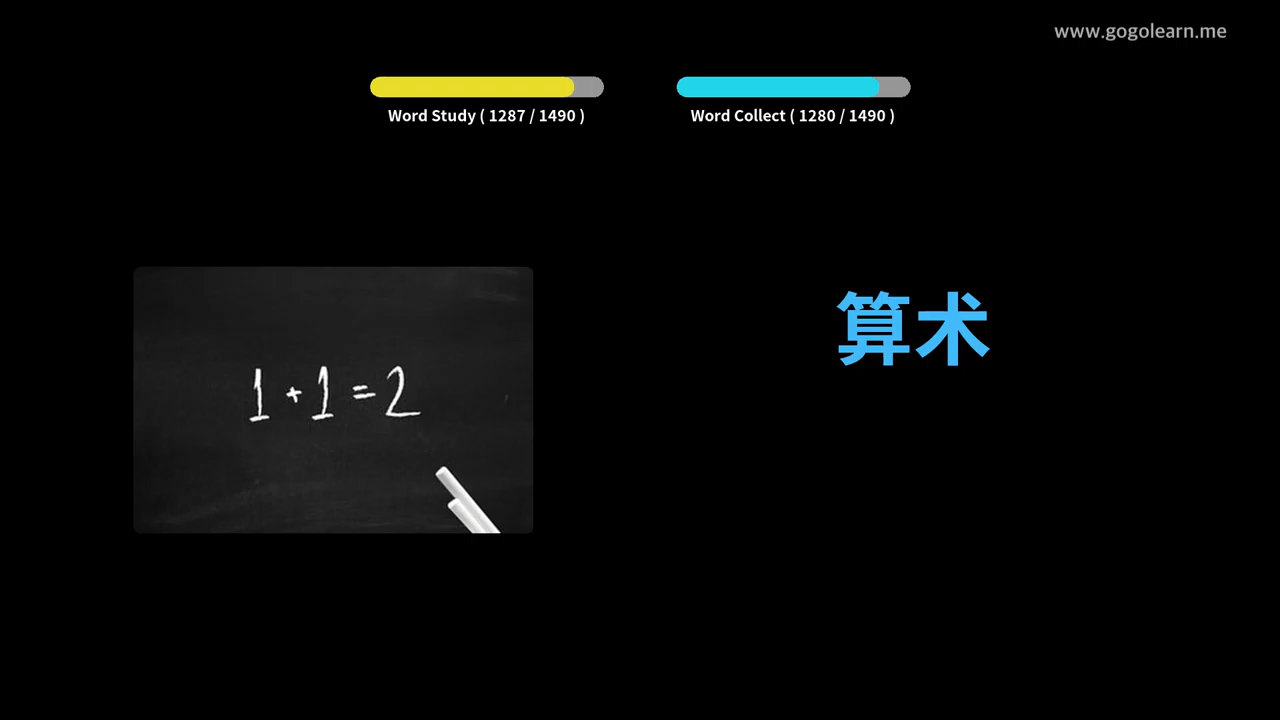 www.gogolearn.me
Word Study ( 1287 / 1490 )
Word Collect ( 1280 / 1490 )
1 + 1 = 2
算术